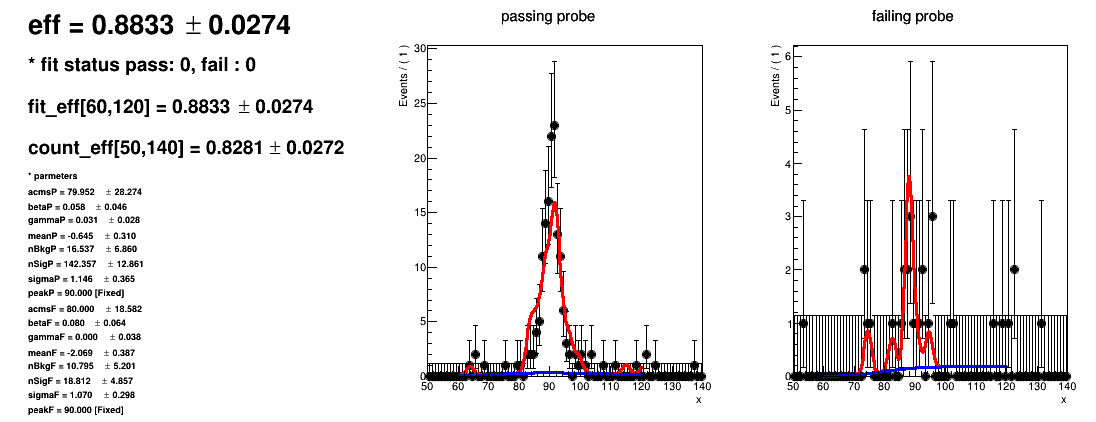 eff = 0.8833 ± 0.0274
* fit status pass: 0, fail : 0
fit_eff[60,120] = 0.8833 ± 0.0274
count_eff[50,140] = 0.8281 ± 0.0272
* parmeters
acmsP = 79.952 ± 28.274
betaP = 0.058 ± 0.046
gammaP = 0.031 ± 0.028
meanP = -0.645 ± 0.310
nBkgP = 16.537 ± 6.860
nSigP = 142.357 ± 12.861
sigmaP = 1.146 ± 0.365
peakP = 90.000 [Fixed]
acmsF = 80.000 ± 18.582
betaF = 0.080 ± 0.064
gammaF = 0.000 ± 0.038
meanF = -2.069 ± 0.387
nBkgF = 10.795 ± 5.201
nSigF = 18.812 ± 4.857
sigmaF = 1.070 ± 0.298
peakF = 90.000 [Fixed]
passing probe
Events / ( 1 )
30
25
20
15
10
5
0
50 60 70 80 90 100 110 120 130 140
x
failing probe
Events / ( 1 )
6
5
4
3
2
1
0
50 60 70 80 90 100 110 120 130 140
x